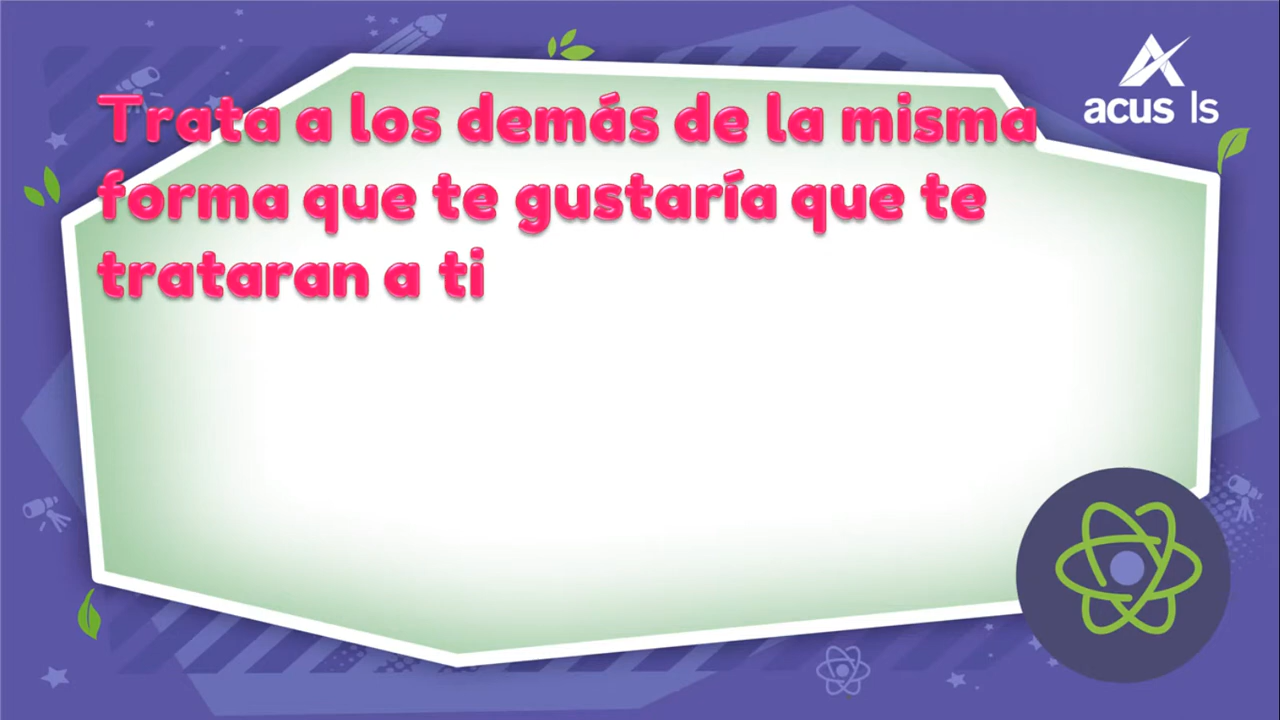 Trata a los demás de la misma
forma que te gustaría que te
trataran a ti
acus ls